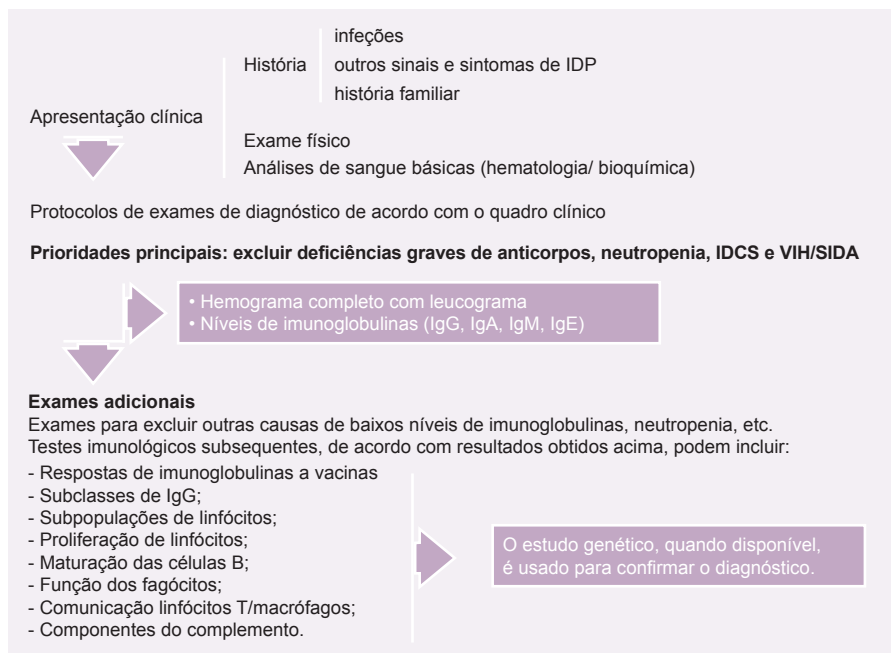 infeções
História
outros sinais e sintomas de IDP
história familiar
Apresentação clínica
Exame físico
Análises de sangue básicas (hematologia/ bioquímica)
Protocolos de exames de diagnóstico de acordo com o quadro clínico
Prioridades principais: excluir deficiências graves de anticorpos, neutropenia, IDCS e VIH/SIDA
• Hemograma completo com leucograma
• Níveis de imunoglobulinas (IgG, IgA, IgM, IgE)
Exames adicionais
Exames para excluir outras causas de baixos níveis de imunoglobulinas, neutropenia, etc.
Testes imunológicos subsequentes, de acordo com resultados obtidos acima, podem incluir:
- Respostas de imunoglobulinas a vacinas
- Subclasses de IgG;
- Subpopulações de linfócitos;
- Proliferação de linfócitos;
- Maturação das células B;
- Função dos fagócitos;
- Comunicação linfócitos T/macrófagos;
- Componentes do complemento.
O estudo genético, quando disponível,
é usado para confirmar o diagnóstico.